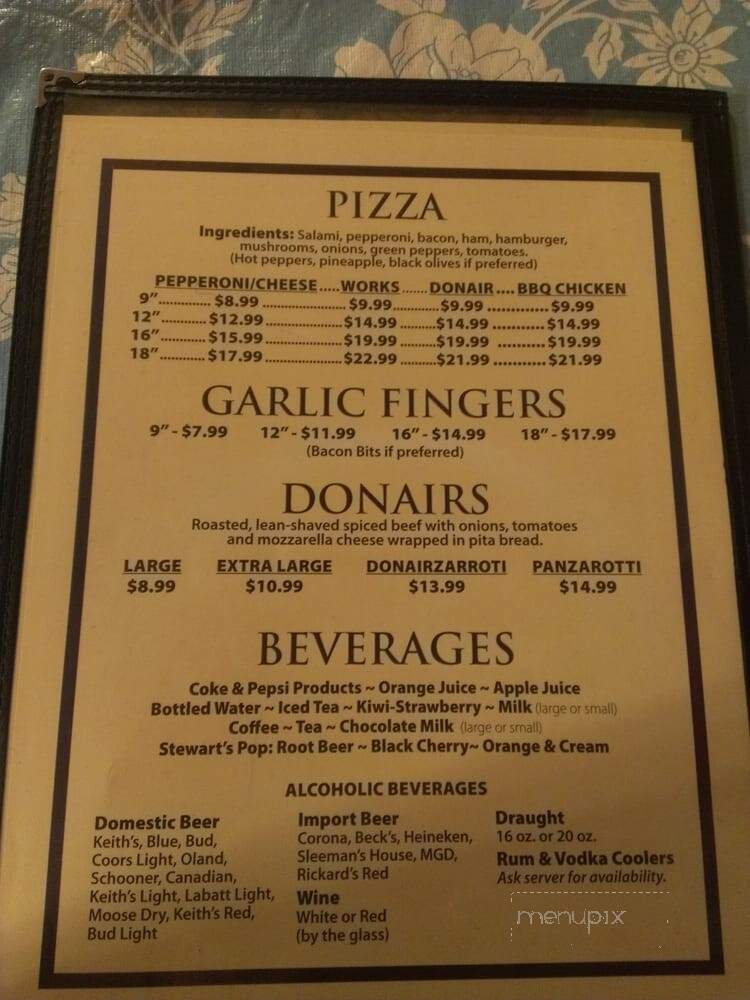 PIZZA
Ingredients: Salami, pepperoni, bacon, ham, hamburger,
mushrooms, onions, green peppers, tomatoes.
(Hot peppers, pineapple, black olives if preferred)
PEPPERONI/CHEESE....WORKS......DONAIR....BBQ CHICKEN
9”............. $8.99 ..................... $9.99............$9.99 ............... $9.99
12”........... $12.99 ....................$14.99 .........$14.99 .............$14.99
16”........... $15.99 ....................$19.99 .........$19.99 ..........$19.99
18”........... $17.99 ....................$22.99 .........$21.99 ...........$21.99
GARLIC FINGERS
9” - $7.99 12” - $11.99 16” - $14.99 18” - $17.99
(Bacon Bits if preferred)
DONAIRS
Roasted, lean-shaved spiced beef with onions, tomatoes
and mozzarella cheese wrapped in pita bread.
LARGE EXTRA LARGE DONAIRZARROTI PANZAROTTI
$8.99 $10.99 $13.99 $14.99
BEVERAGES
Coke & Pepsi Products ~ Orange Juice ~ Apple Juice
Bottled Water ~ Iced Tea ~ Kiwi-Strawberry ~ Milk (large or small)
Coffee ~ Tea ~ Chocolate Milk (large or small)
Stewart's Pop: Root Beer ~ Black Cherry~ Orange & Cream
ALCOHOLIC BEVERAGES
Domestic Beer
Keith's, Blue, Bud,
Coors Light, Oland,
Schooner, Canadian,
Keith's Light, Labatt Light,
Moose Dry, Keith's Red,
Bud Light
Import Beer
Corona, Beck's, Heineken,
Sleeman's House, MGD,
Rickard's Red
Wine
White or Red
(by the glass)
Draught
16 oz. or 20 oz.
Rum & Vodka Coolers
Ask server for availability.
menupix